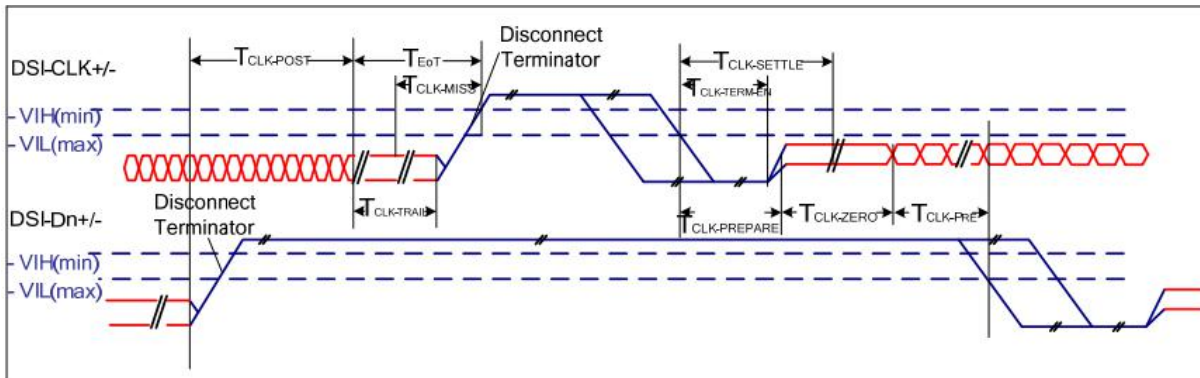 Disconnect
Terminator
DSI-CLK+/-
TCLK-POST
TEoT
TCLK-MISS
TCLK-SETTLE
TCLK-TERM-EN
- VIH(min)
- VIL(max)
Disconnect
Terminator
TCLK-TRAIL
TCLK-PREPARE
TCLK-ZERO
TCLK-PRE
DSI-Dn+/-
- VIH(min)
- VIL(max)